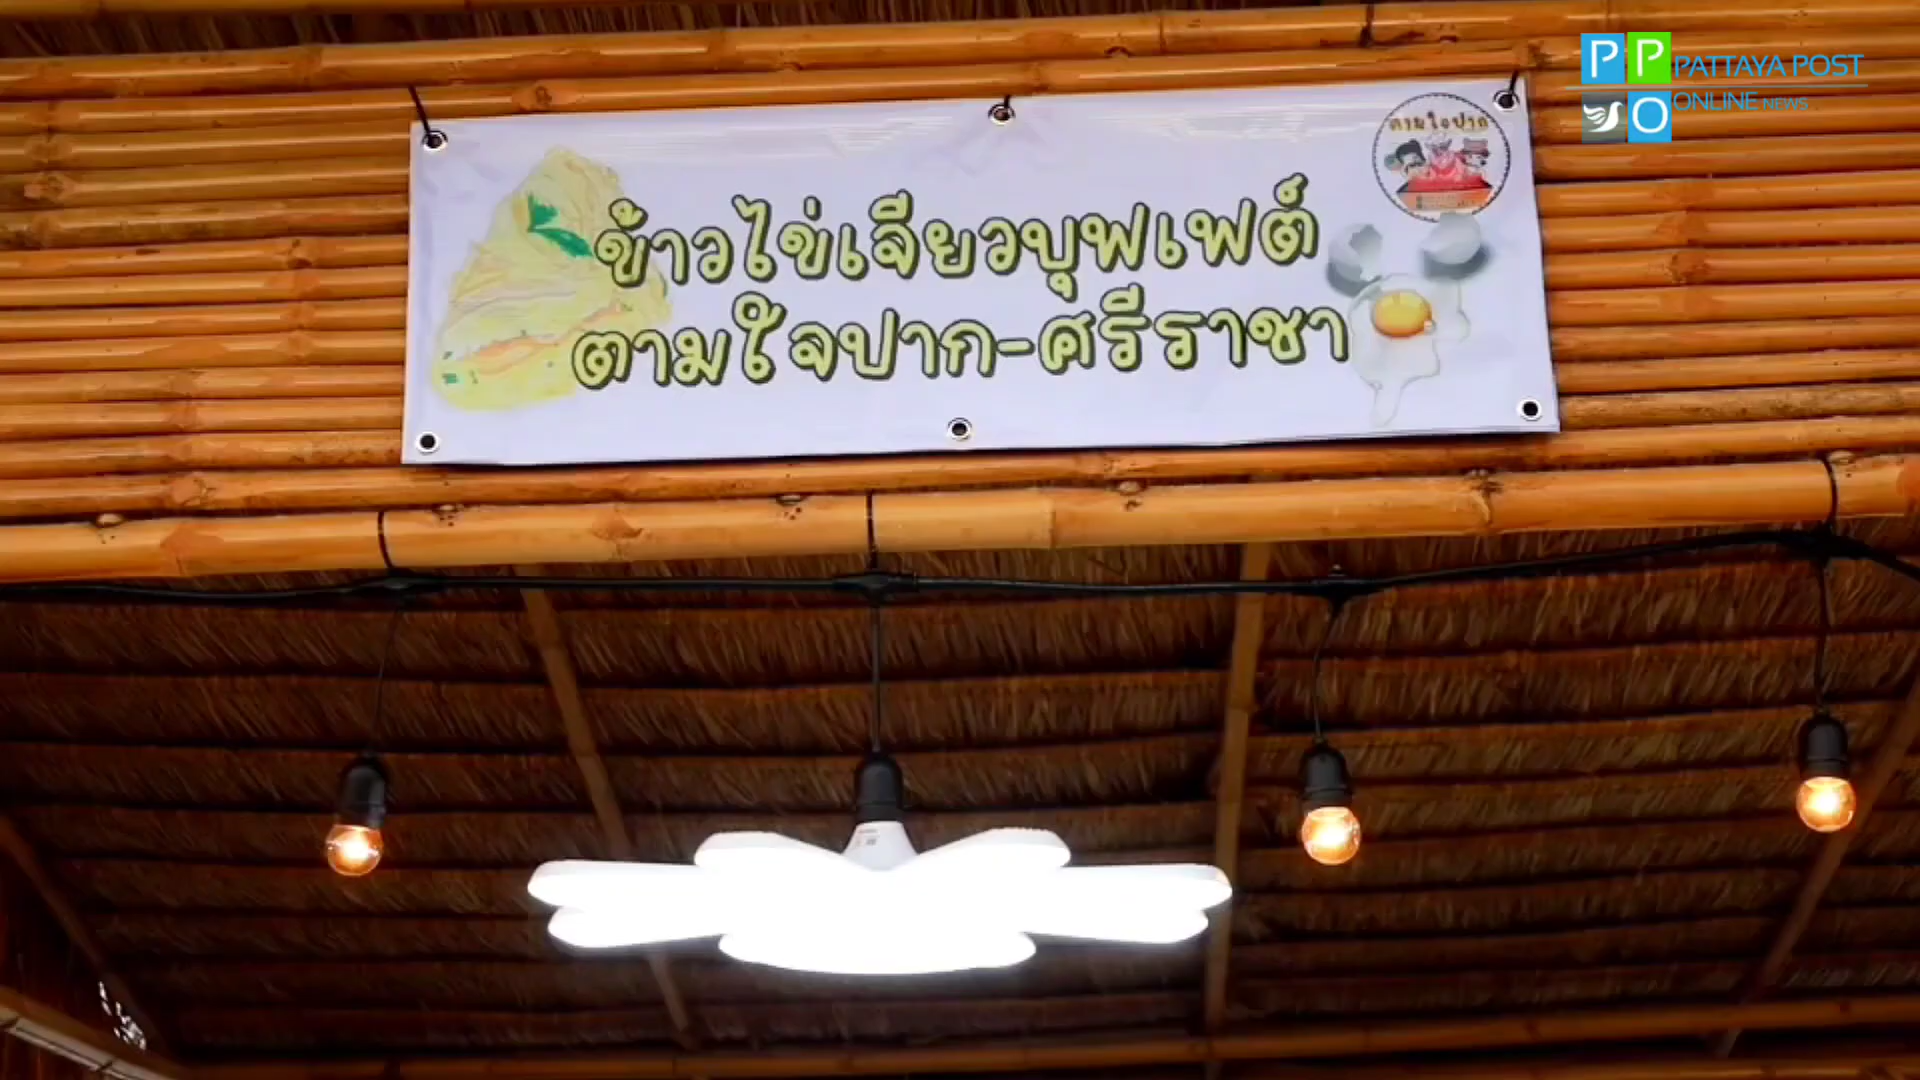 PP PATTAYA POST
O ONLINE NEWS
ตามใจปาก
ข้าวไข่เจียวบุฟเฟต์
ตามใจปาก-ศรีราชา